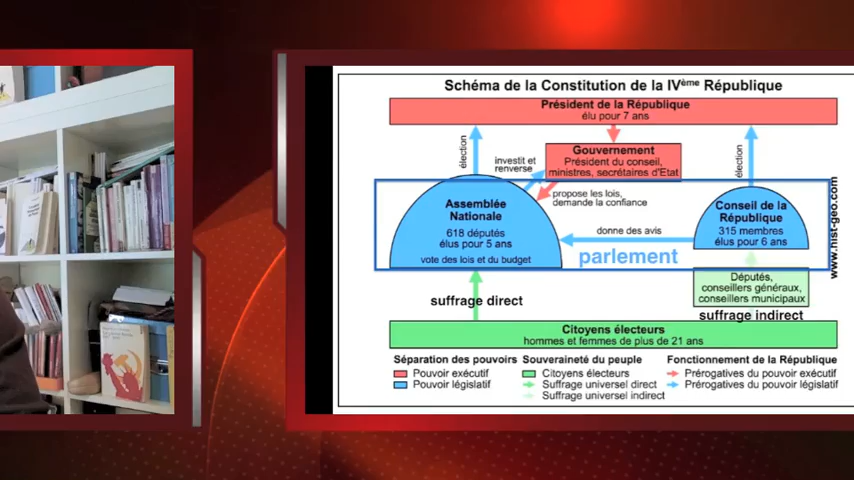 Schéma de la Constitution de la IVème République
Président de la République
élu pour 7 ans
élection
investit et
renverse
Gouvernement
Président du conseil,
ministres, secrétaires d'Etat
élection
propose les lois,
demande la confiance
Assemblée
Nationale
618 députés
élus pour 5 ans
vote des lois et du budget
donne des avis
parlement
Conseil de la
République
315 membres
élus pour 6 ans
www.hist-geo.com
Députés,
conseillers généraux,
conseillers municipaux
suffrage direct
suffrage indirect
Citoyens électeurs
hommes et femmes de plus de 21 ans
Séparation des pouvoirs
Pouvoir exécutif
Pouvoir législatif
Souveraineté du peuple
Citoyens électeurs
Suffrage universel direct
Suffrage universel indirect
Fonctionnement de la République
Prérogatives du pouvoir exécutif
Prérogatives du pouvoir législatif